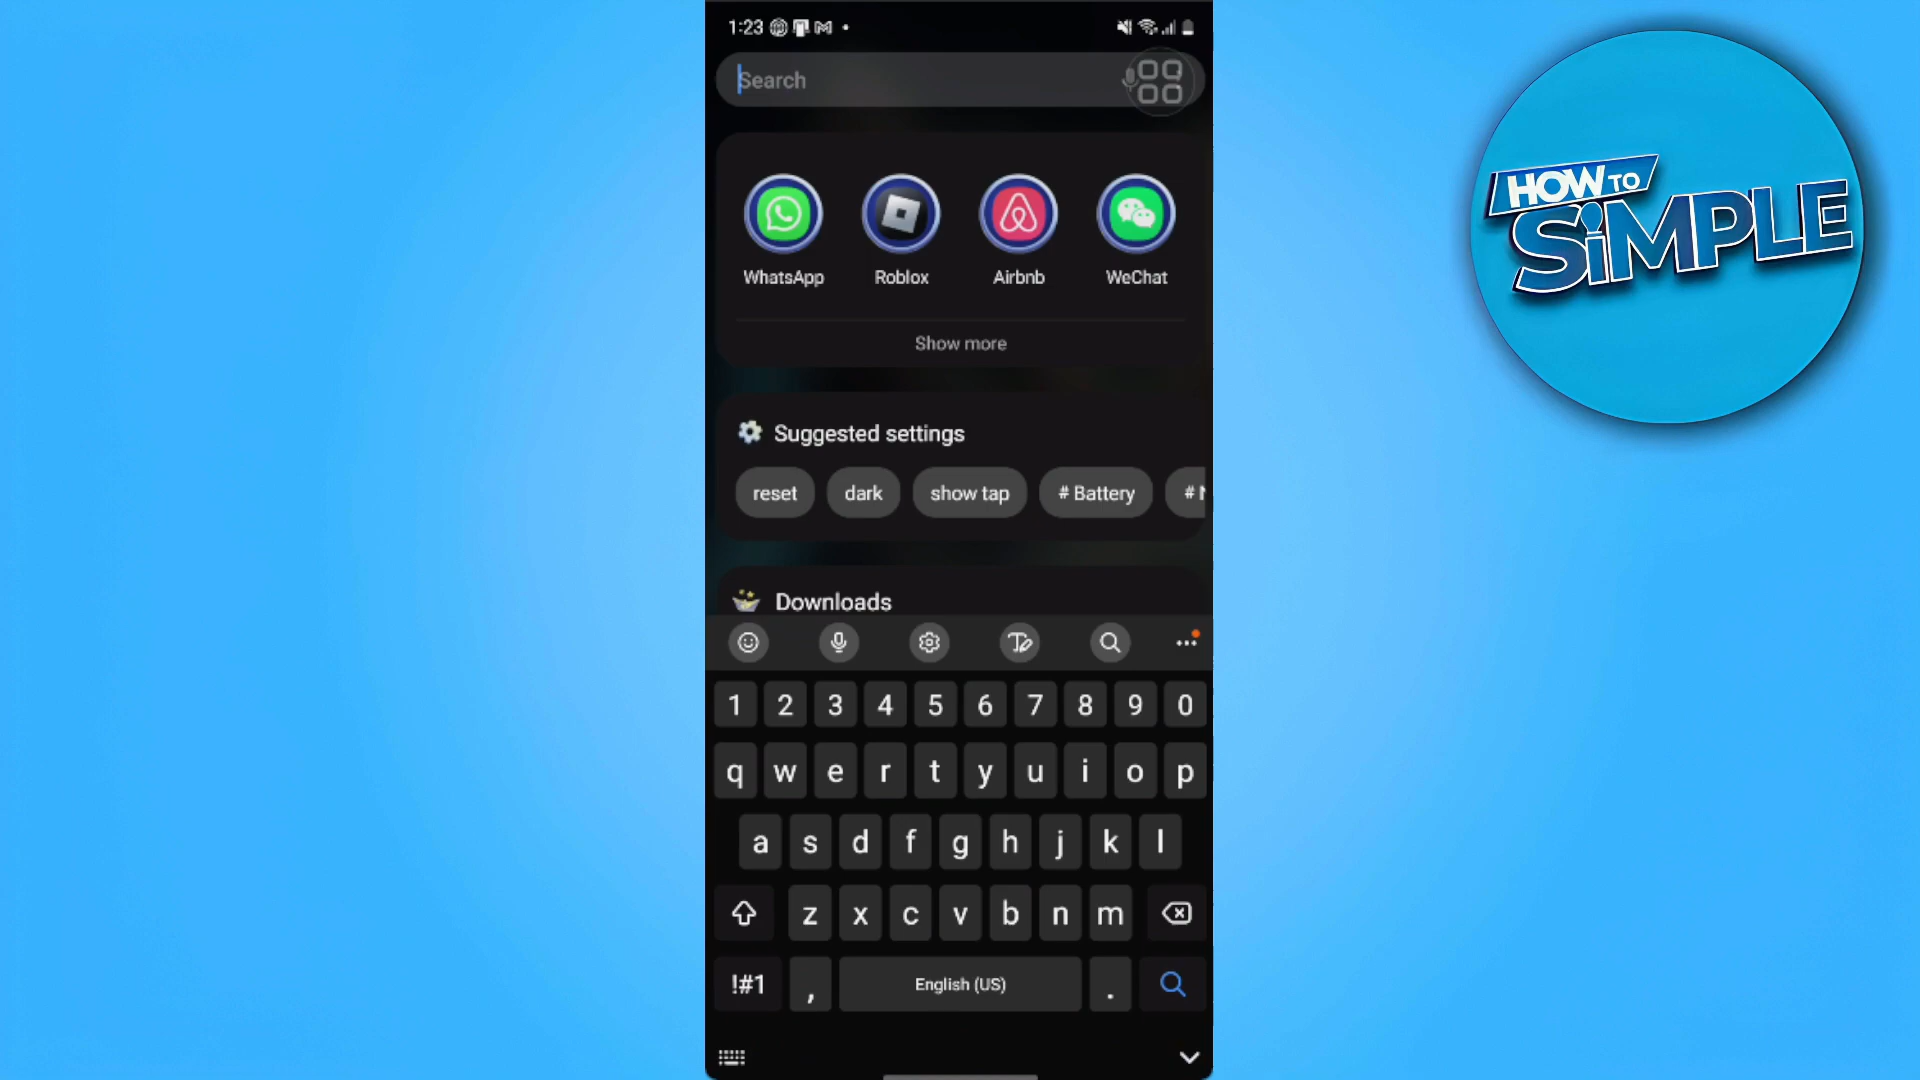 1:23
Search
HOW TO
SiMPLE
WhatsApp
Roblox
Airbnb
WeChat
Show more
Suggested settings
reset
dark
show tap
# Battery
#
Downloads
1 2 3 4 5 6 7 8 9 0
q w e r t y u i o p
a s d f g h j k l
z x c v b n m
!#1 , English (US) .